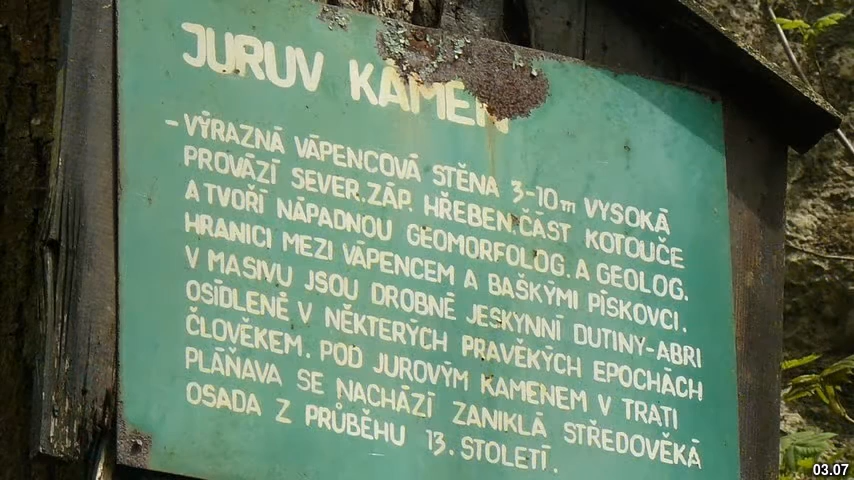 JURUV KAMEN
- VÝRAZNÁ VÁPENCOVÁ STĚNA 3-10m VYSOKÁ
PROVÁZÍ SEVER.ZÁP. HŘEBEN.ČÁST KOTOUČE
A TVOŘÍ NÁPADNOU GEOMORFOLOG. A GEOLOG.
HRANICI MEZI VÁPENCEM A BAŠKÝMI PÍSKOVCI.
V MASIVU JSOU DROBNÉ JESKYNNÍ DUTINY-ABRI
OSÍDLENÉ V NĚKTERÝCH PRAVĚKÝCH EPOCHÁCH
ČLOVĚKEM. POD JUROVÝM KAMENEM V TRATI
PLÁŇAVA SE NACHÁZÍ ZANIKLÁ STŘEDOVĚKÁ
OSADA Z PRŮBĚHU 13. STOLETÍ.
03.07